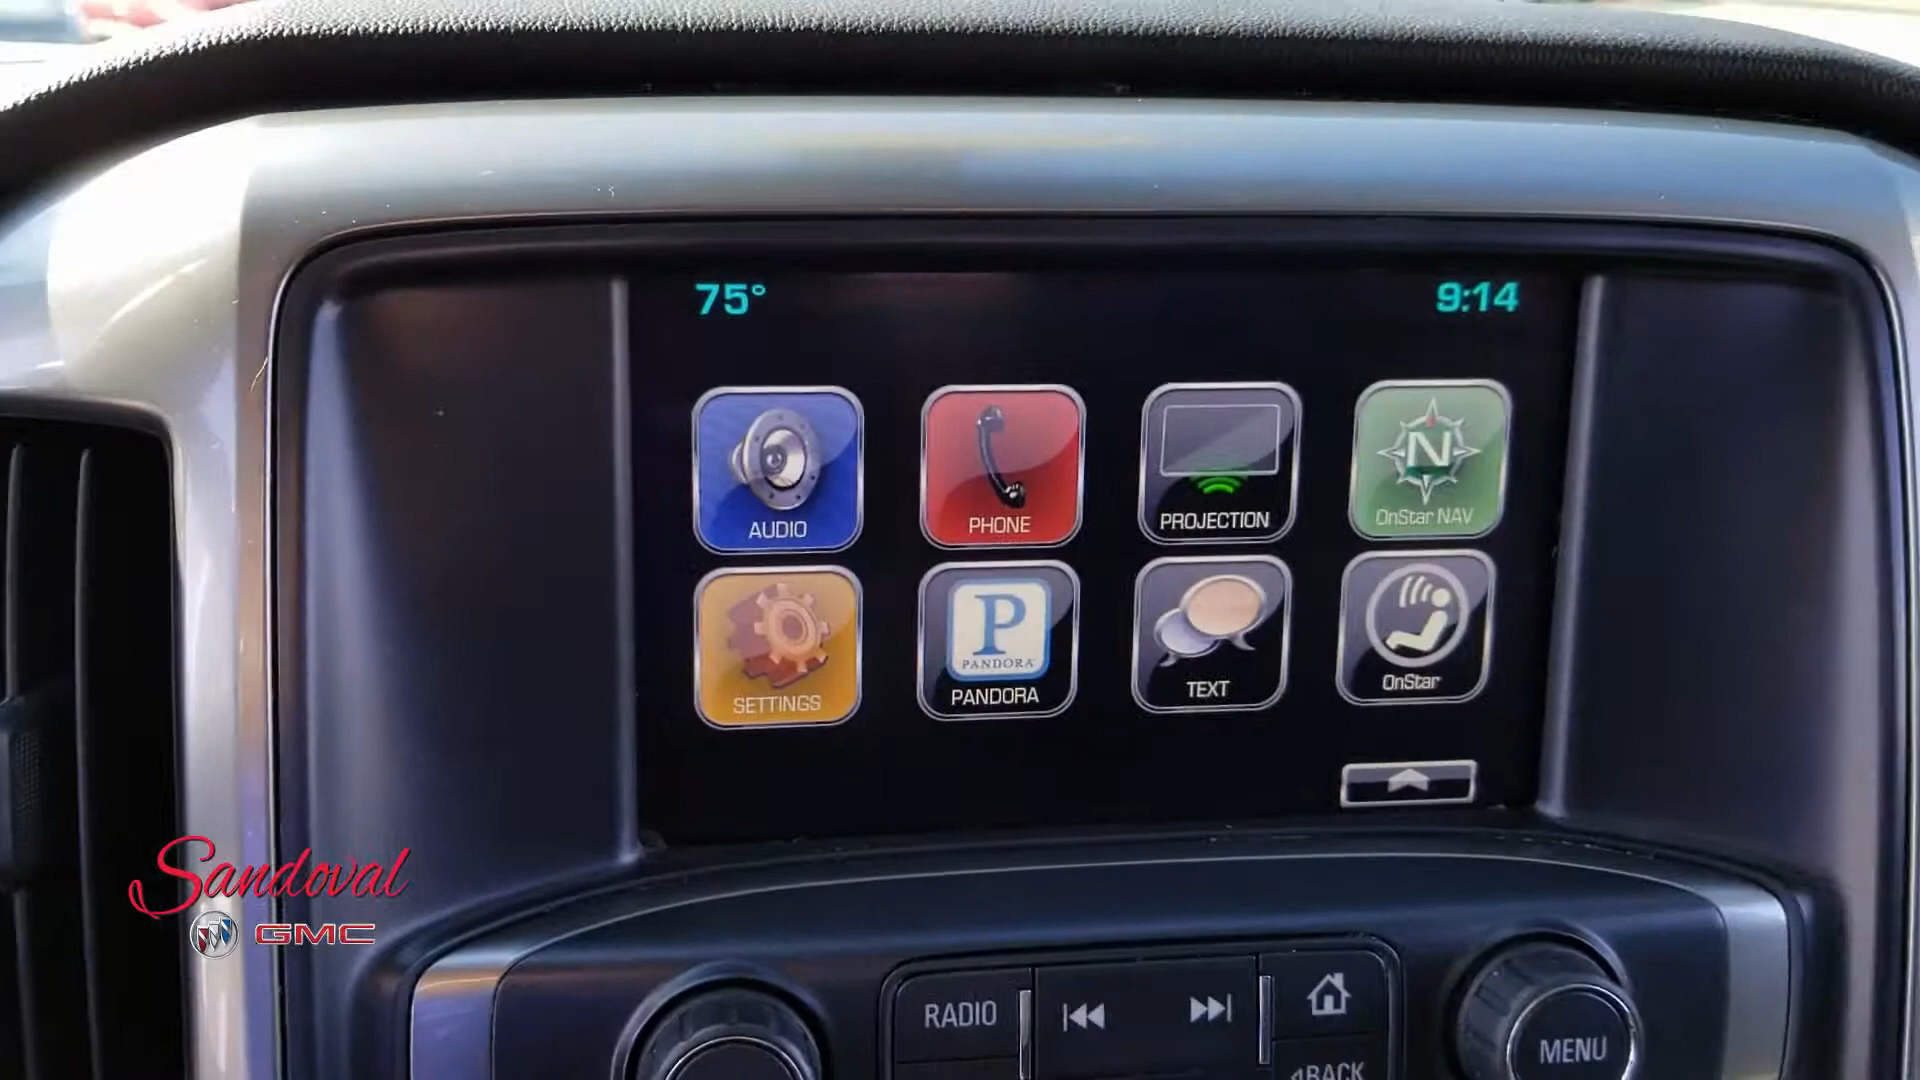 75° 9:14
AUDIO PHONE PROJECTION N OnStar NAV
SETTINGS P PANDORA PANDORA TEXT OnStar
Sandoval
GMC
RADIO
MENU
BACK